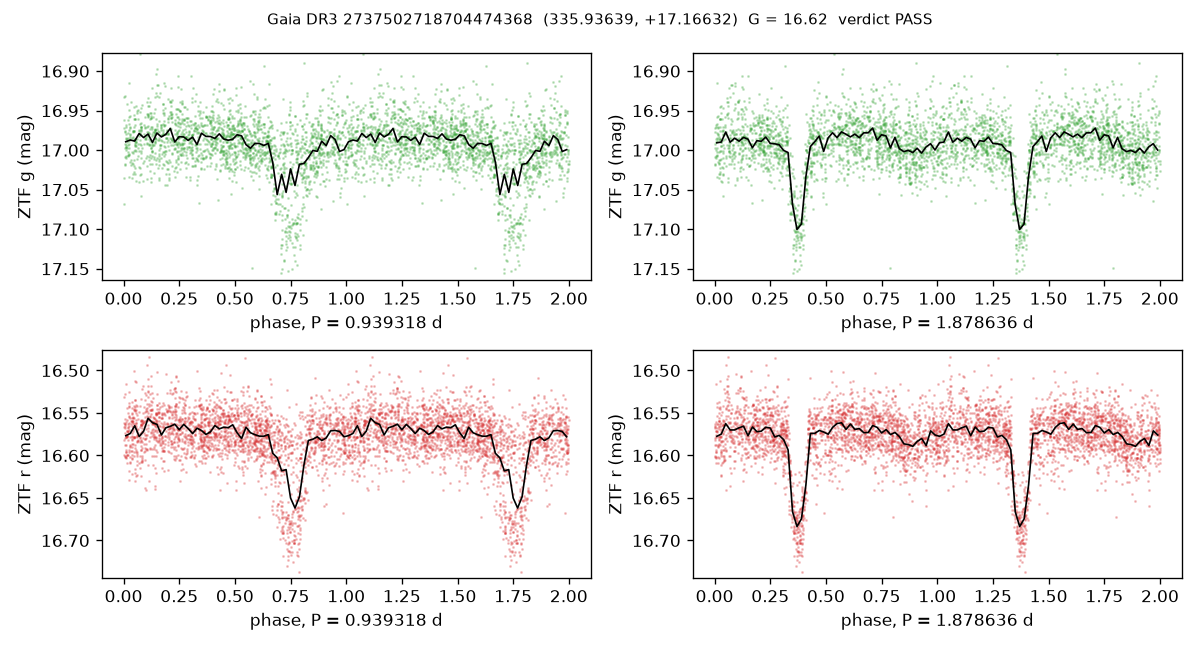 Gaia DR3 2737502718704474368 (335.93639, +17.16632) G = 16.62 verdict PASS
ZTF g (mag)
16.90
16.95
17.00
17.05
17.10
17.15
0.00 0.25 0.50 0.75 1.00 1.25 1.50 1.75 2.00
phase, P = 0.939318 d
ZTF g (mag)
16.90
16.95
17.00
17.05
17.10
17.15
0.00 0.25 0.50 0.75 1.00 1.25 1.50 1.75 2.00
phase, P = 1.878636 d
ZTF r (mag)
16.50
16.55
16.60
16.65
16.70
0.00 0.25 0.50 0.75 1.00 1.25 1.50 1.75 2.00
phase, P = 0.939318 d
ZTF r (mag)
16.50
16.55
16.60
16.65
16.70
0.00 0.25 0.50 0.75 1.00 1.25 1.50 1.75 2.00
phase, P = 1.878636 d